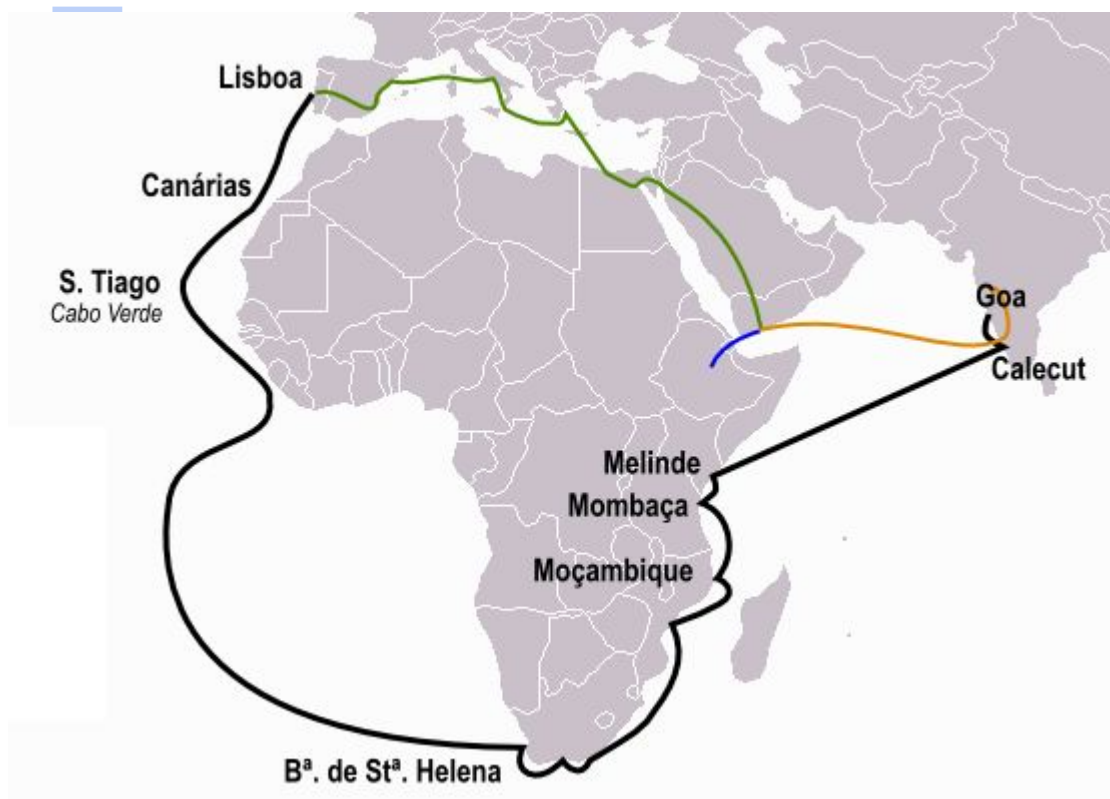 Lisboa
Canárias
S. Tiago
Cabo Verde
Goa
Calecut
Melinde
Mombaça
Moçambique
Bª. de Stª. Helena